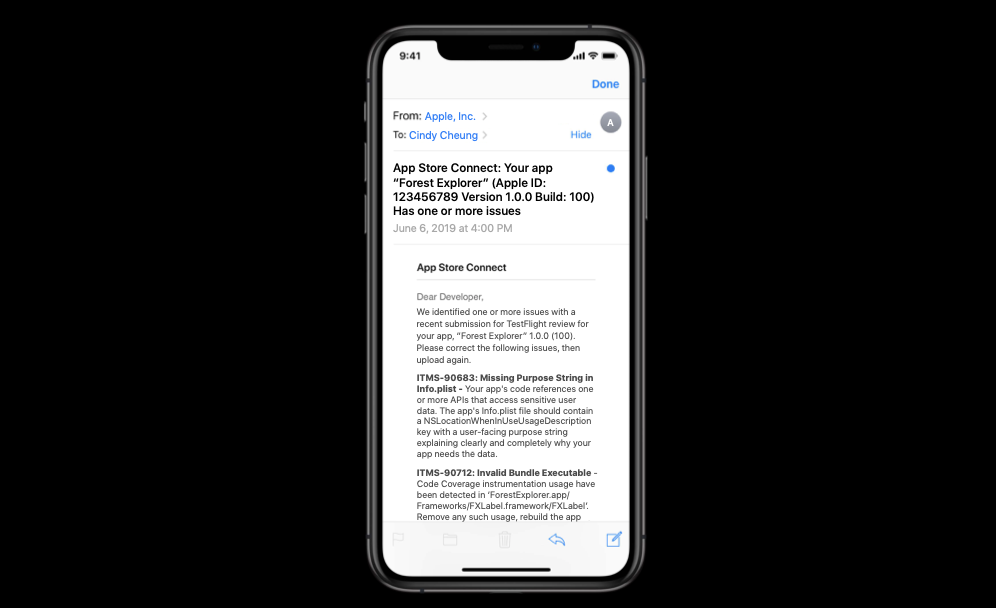 9:41
Done
From: Apple, Inc.
A
To: Cindy Cheung
Hide
App Store Connect: Your app
“Forest Explorer” (Apple ID:
123456789 Version 1.0.0 Build: 100)
Has one or more issues
June 6, 2019 at 4:00 PM
App Store Connect
Dear Developer,
We identified one or more issues with a
recent submission for TestFlight review for
your app, “Forest Explorer” 1.0.0 (100).
Please correct the following issues, then
upload again.
ITMS-90683: Missing Purpose String in
Info.plist - Your app's code references one
or more APIs that access sensitive user
data. The app's Info.plist file should contain
a NSLocationWhenInUseUsageDescription
key with a user-facing purpose string
explaining clearly and completely why your
app needs the data.
ITMS-90712: Invalid Bundle Executable -
Code Coverage instrumentation usage have
been detected in ‘ForestExplorer.app/
Frameworks/FXLabel.framework/FXLabel’.
Remove any such usage, rebuild the app